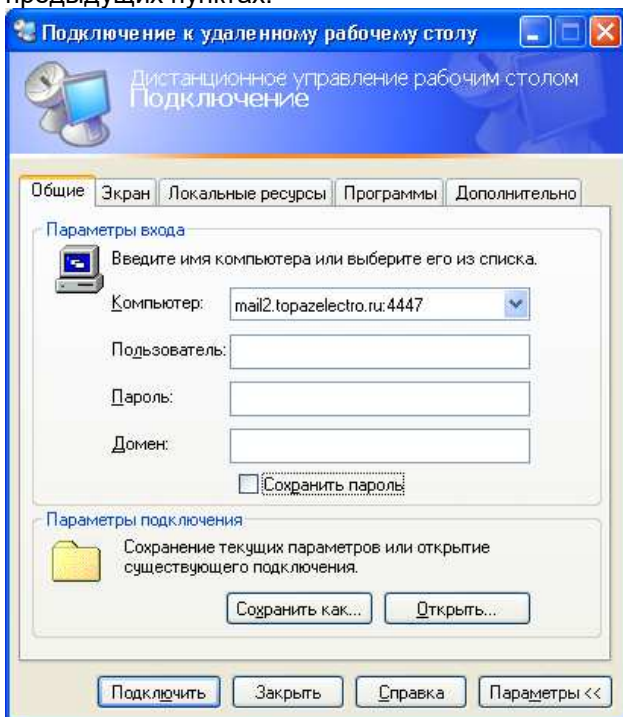 предыдущих пунктах.
Подключение к удаленному рабочему столу
Дистанционное управление рабочим столом
Подключение
Общие Экран Локальные ресурсы Программы Дополнительно
Параметры входа
Введите имя компьютера или выберите его из списка.
Компьютер: mail2.topazelectro.ru:4447
Пользователь:
Пароль:
Домен:
Сохранить пароль
Параметры подключения
Сохранение текущих параметров или открытие
существующего подключения.
Сохранить как... Открыть...
Подключить Закрыть Справка Параметры <<